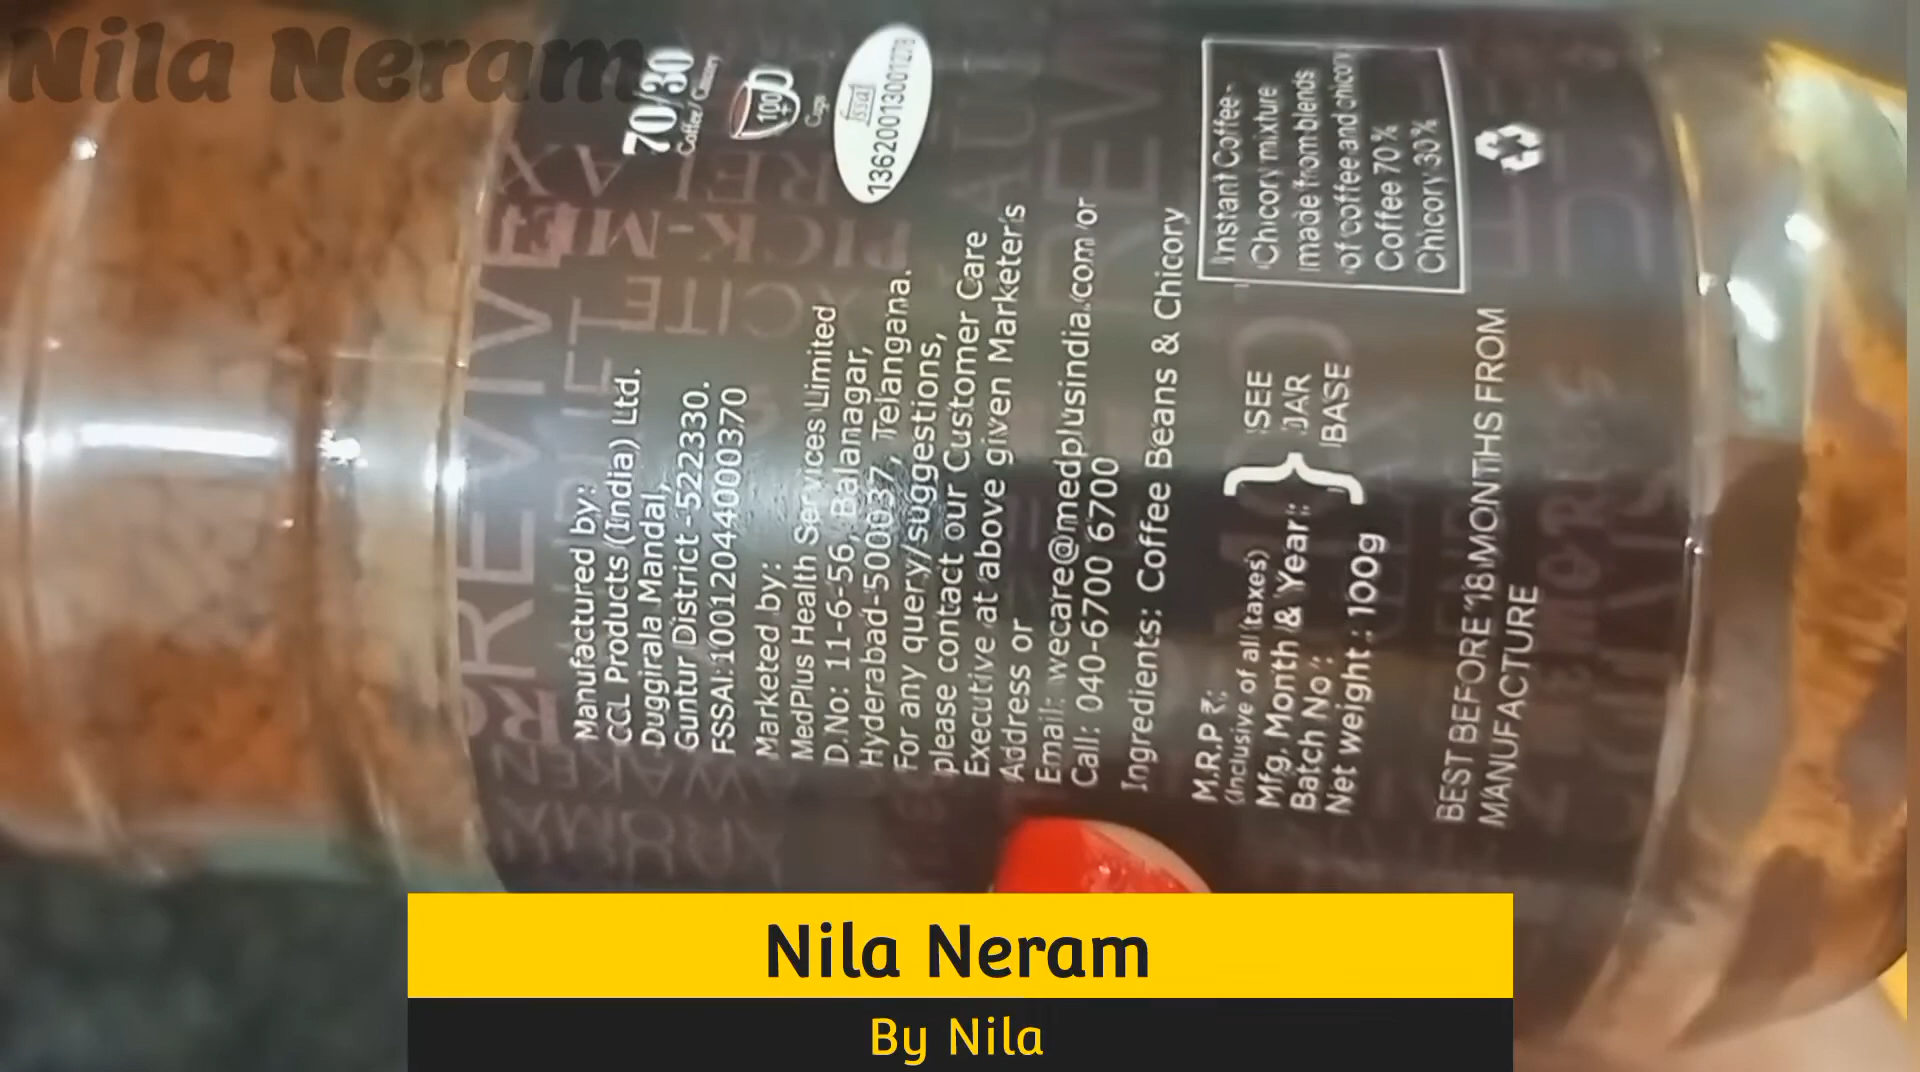 Nila Neram
70/30
Coffee/Chicory
100+
Cups
fssai
13620013001278
Manufactured by:
CCL Products (India) Ltd.
Duggirala Mandal,
Guntur District -522330.
FSSAI:10012044000370
Marketed by:
MedPlus Health Services Limited
D.No: 11-6-56, Balanagar,
Hyderabad-500037, Telangana.
For any query/suggestions,
please contact our Customer Care
Executive at above given Marketer's
Address or
Email: wecare@medplusindia.com or
Call: 040-6700 6700
Ingredients: Coffee Beans & Chicory
M.R.P ₹:
(Inclusive of all taxes)
Mfg. Month & Year:
Batch No:
Net weight : 100g
SEE
JAR
BASE
Instant Coffee -
Chicory mixture
made from blends
of coffee and chicory
Coffee 70%
Chicory 30%
BEST BEFORE 18 MONTHS FROM
MANUFACTURE
REVIVE
RELAX
PICK-ME
AWAKEN
AROMA
Nila Neram
By Nila